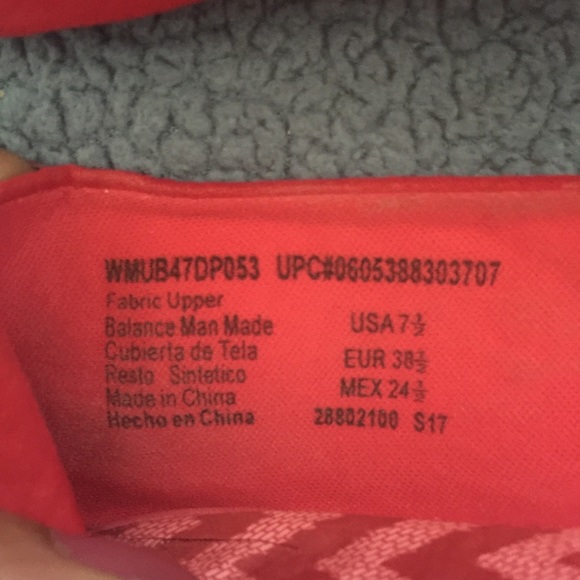 WMUB47DP053 UPC#0605388303707
Fabric Upper
Balance Man Made USA 7½
Cubierta de Tela EUR 38½
Resto Sintetico MEX 24½
Made in China
Hecho en China 28802100 S17